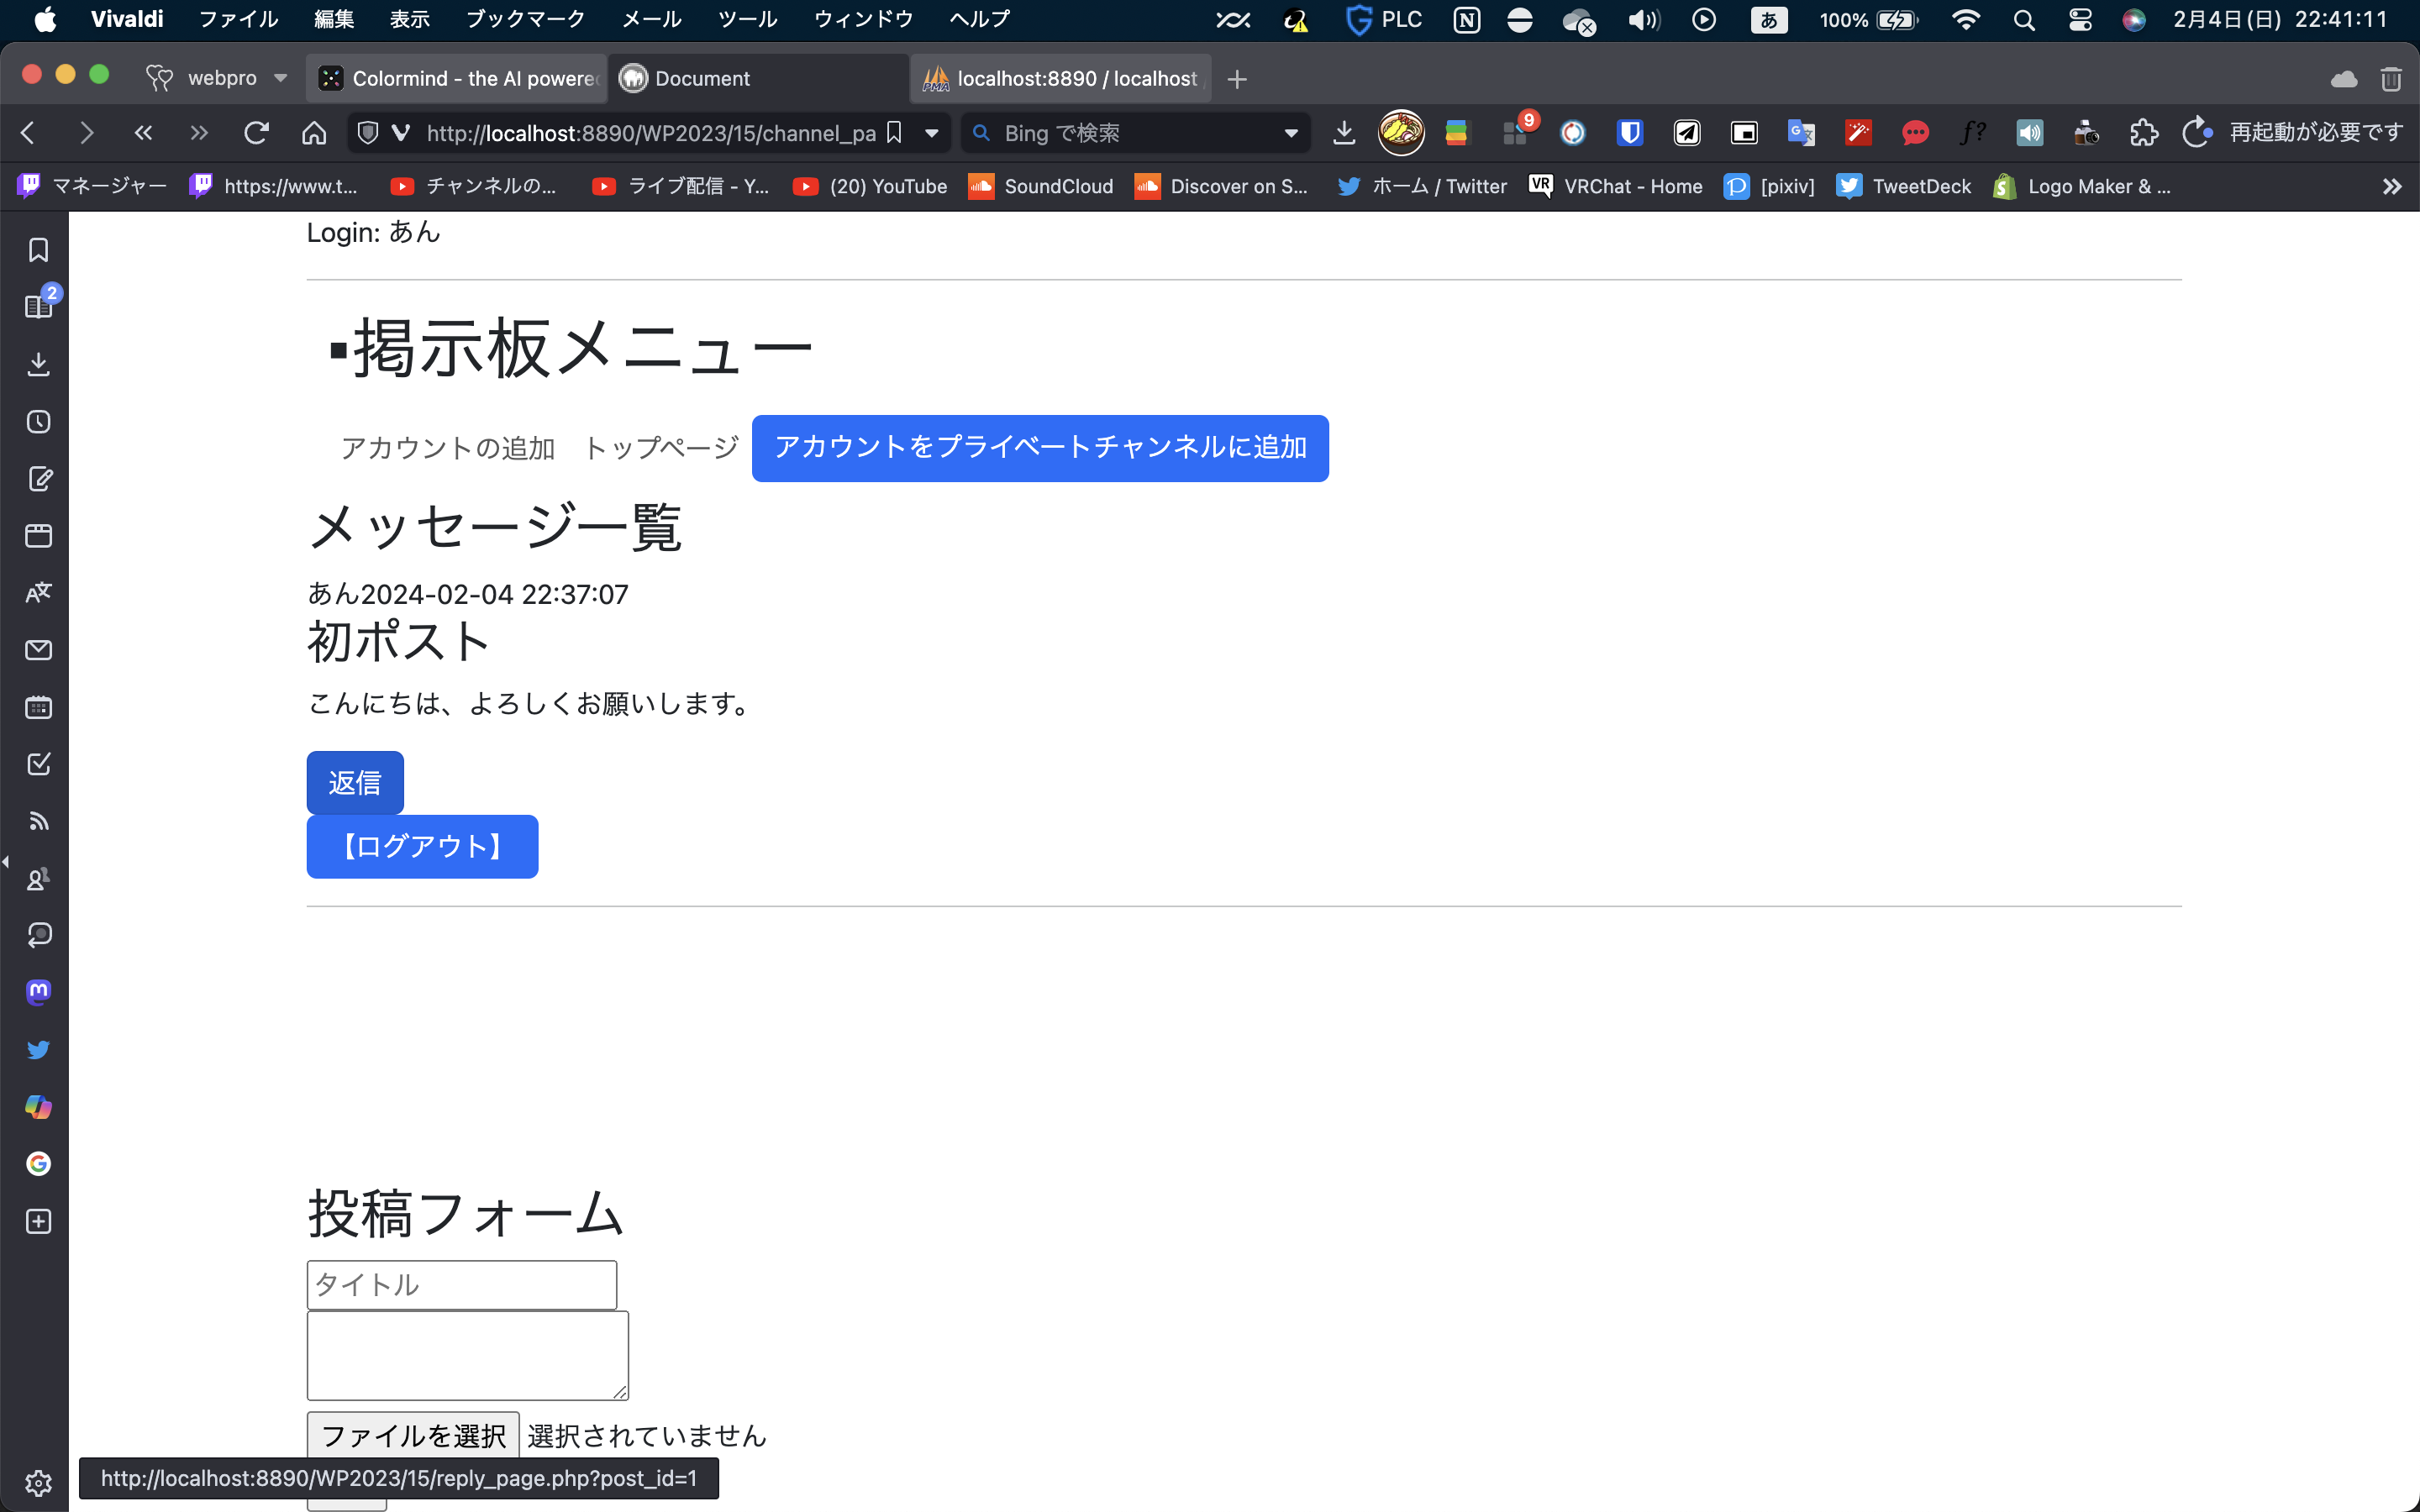 Vivaldi ファイル 編集 表示 ブックマーク メール ツール ウィンドウ ヘルプ PLC あ 100% 2月4日(日) 22:41:11
webpro Colormind - the AI powered Document localhost:8890 / localhost
http://localhost:8890/WP2023/15/channel_pa Bing で検索 9 再起動が必要です
マネージャー https://www.t... チャンネルの... ライブ配信 - Y... (20) YouTube SoundCloud Discover on S... ホーム / Twitter VRChat - Home [pixiv] TweetDeck Logo Maker & ...
2
Login: あん
▪掲示板メニュー
アカウントの追加 トップページ アカウントをプライベートチャンネルに追加
メッセージ一覧
あん2024-02-04 22:37:07
初ポスト
こんにちは、よろしくお願いします。
返信
【ログアウト】
投稿フォーム
タイトル
ファイルを選択 選択されていません
http://localhost:8890/WP2023/15/reply_page.php?post_id=1